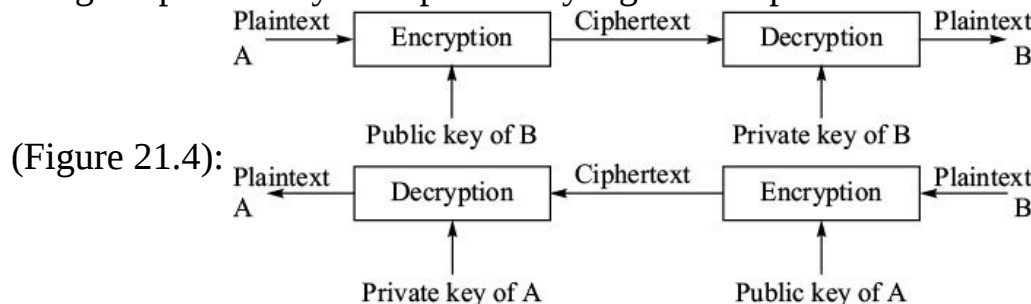 Plaintext Ciphertext Plaintext
A Encryption Decryption B
Public key of B Private key of B
(Figure 21.4):
Plaintext Ciphertext Plaintext
A Decryption Encryption B
Private key of A Public key of A